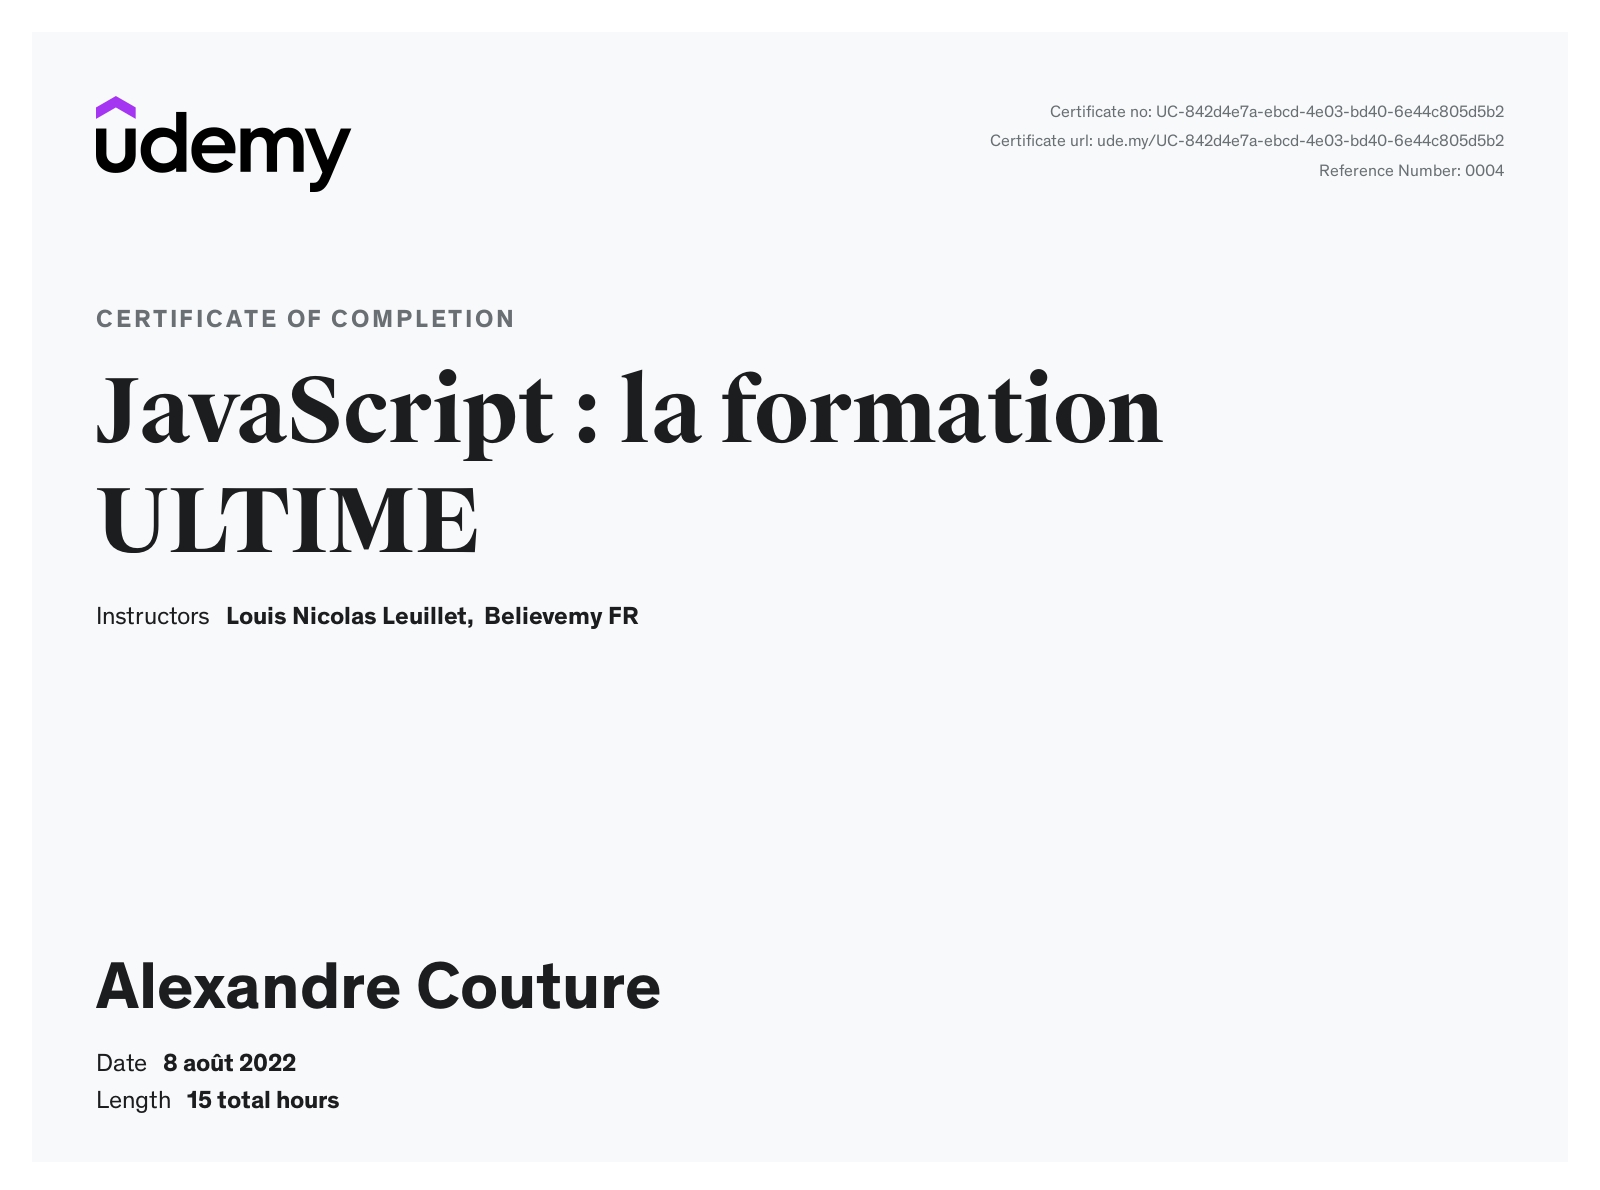 udemy
Certificate no: UC-842d4e7a-ebcd-4e03-bd40-6e44c805d5b2
Certificate url: ude.my/UC-842d4e7a-ebcd-4e03-bd40-6e44c805d5b2
Reference Number: 0004
CERTIFICATE OF COMPLETION
JavaScript : la formation
ULTIME
Instructors Louis Nicolas Leuillet, Believemy FR
Alexandre Couture
Date 8 août 2022
Length 15 total hours